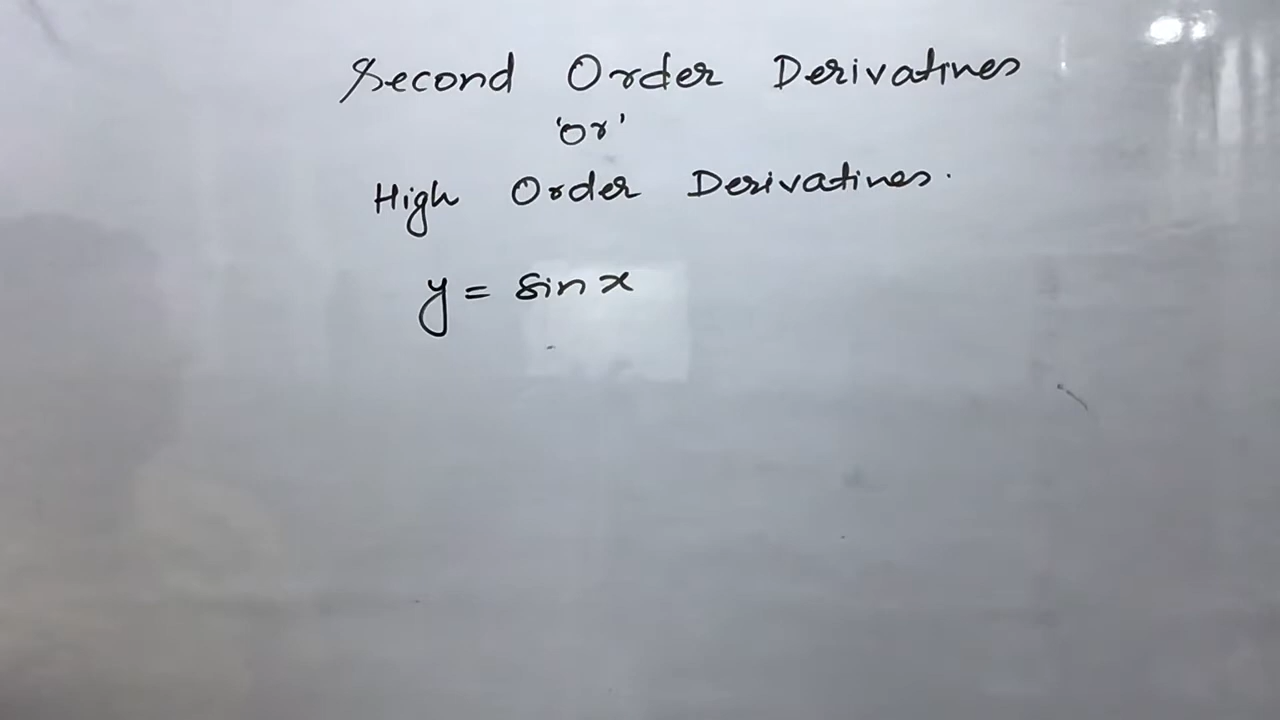 Second Order Derivatives
'Or'
High Order Derivatives.
y = sin x